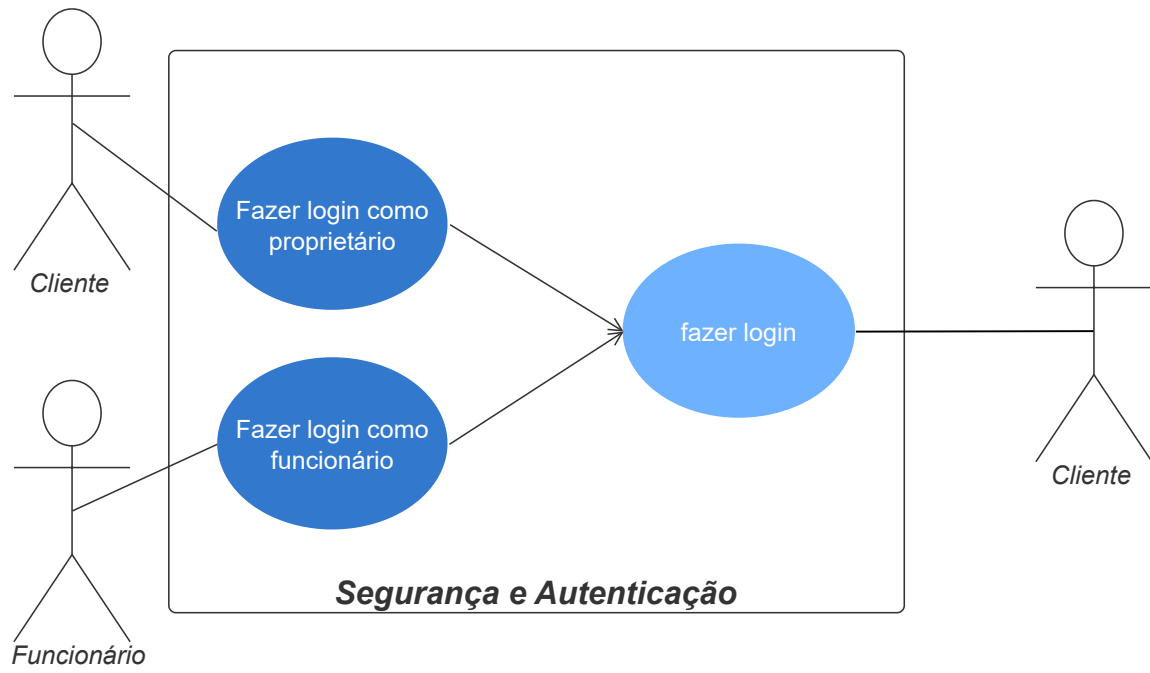 Fazer login como
proprietário
Cliente
fazer login
Fazer login como
funcionário
Cliente
Segurança e Autenticação
Funcionário